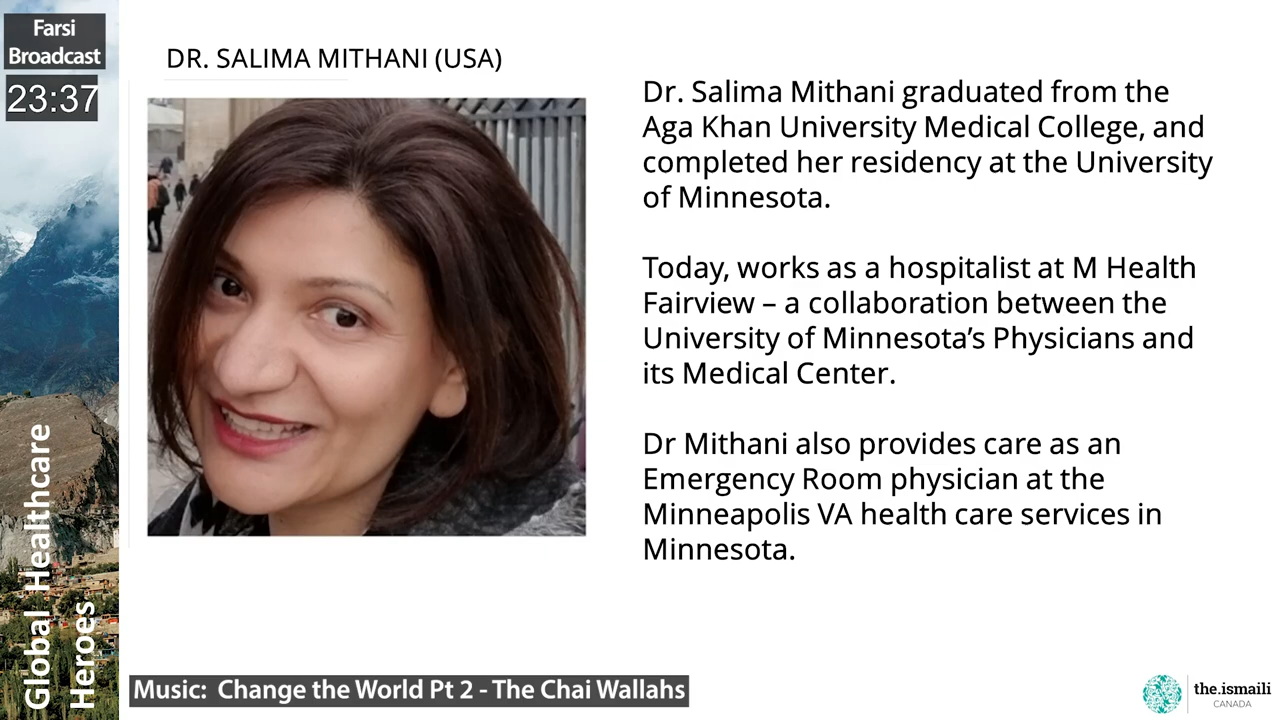 Farsi
Broadcast
23:37
DR. SALIMA MITHANI (USA)
Dr. Salima Mithani graduated from the
Aga Khan University Medical College, and
completed her residency at the University
of Minnesota.
Today, works as a hospitalist at M Health
Fairview – a collaboration between the
University of Minnesota’s Physicians and
its Medical Center.
Dr Mithani also provides care as an
Emergency Room physician at the
Minneapolis VA health care services in
Minnesota.
Global Healthcare
Heroes
Music: Change the World Pt 2 - The Chai Wallahs
the.ismaili
CANADA